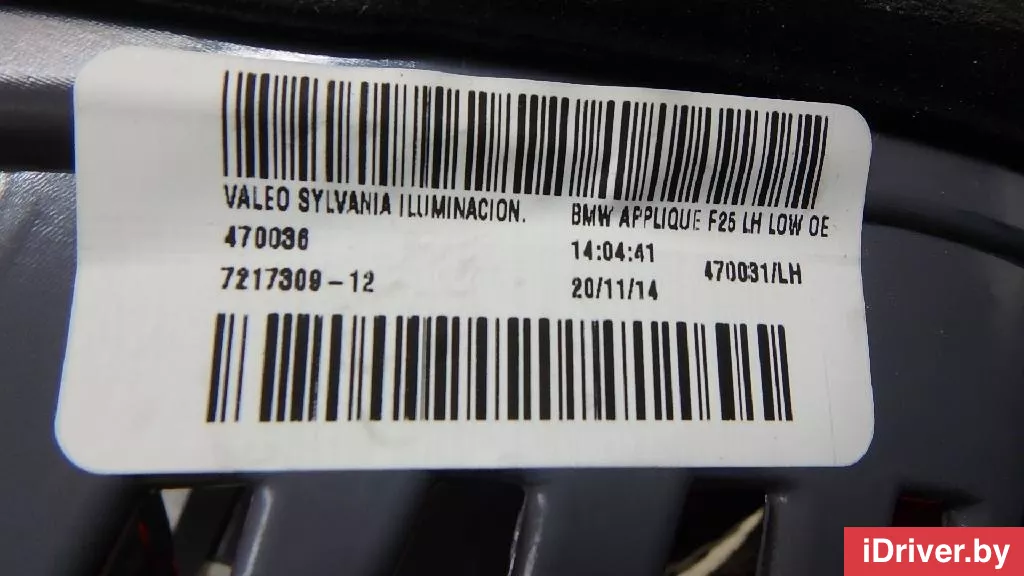 VALEO SYLVANIA ILUMINACION.
BMW APPLIQUE F25 LH LOW OE
470036
14:04:41
470031/LH
7217309-12
20/11/14
iDriver.by